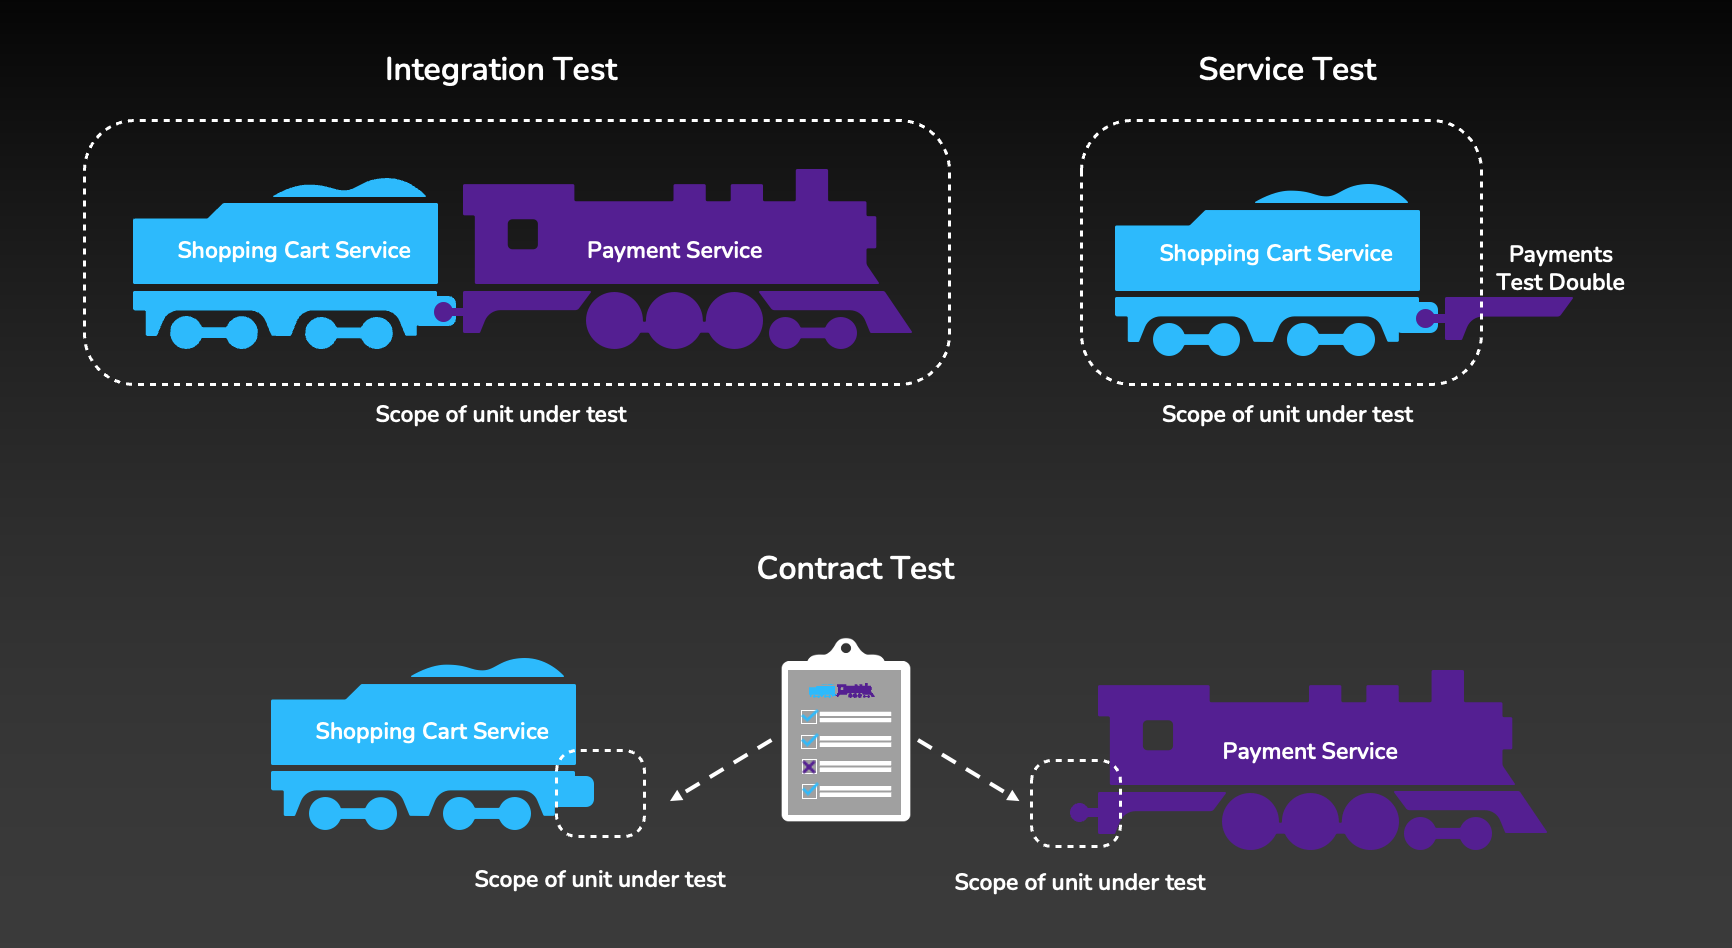 Integration Test
Service Test
Shopping Cart Service
Payment Service
Shopping Cart Service
Payments
Test Double
Scope of unit under test
Scope of unit under test
Contract Test
Shopping Cart Service
Payment Service
Scope of unit under test
Scope of unit under test